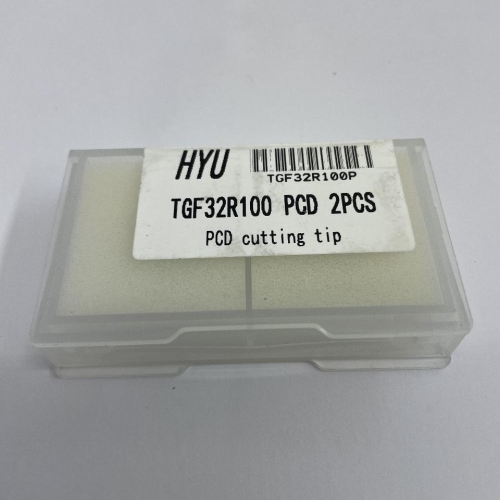 HYU
TGF32R100P
TGF32R100 PCD 2PCS
PCD cutting tip